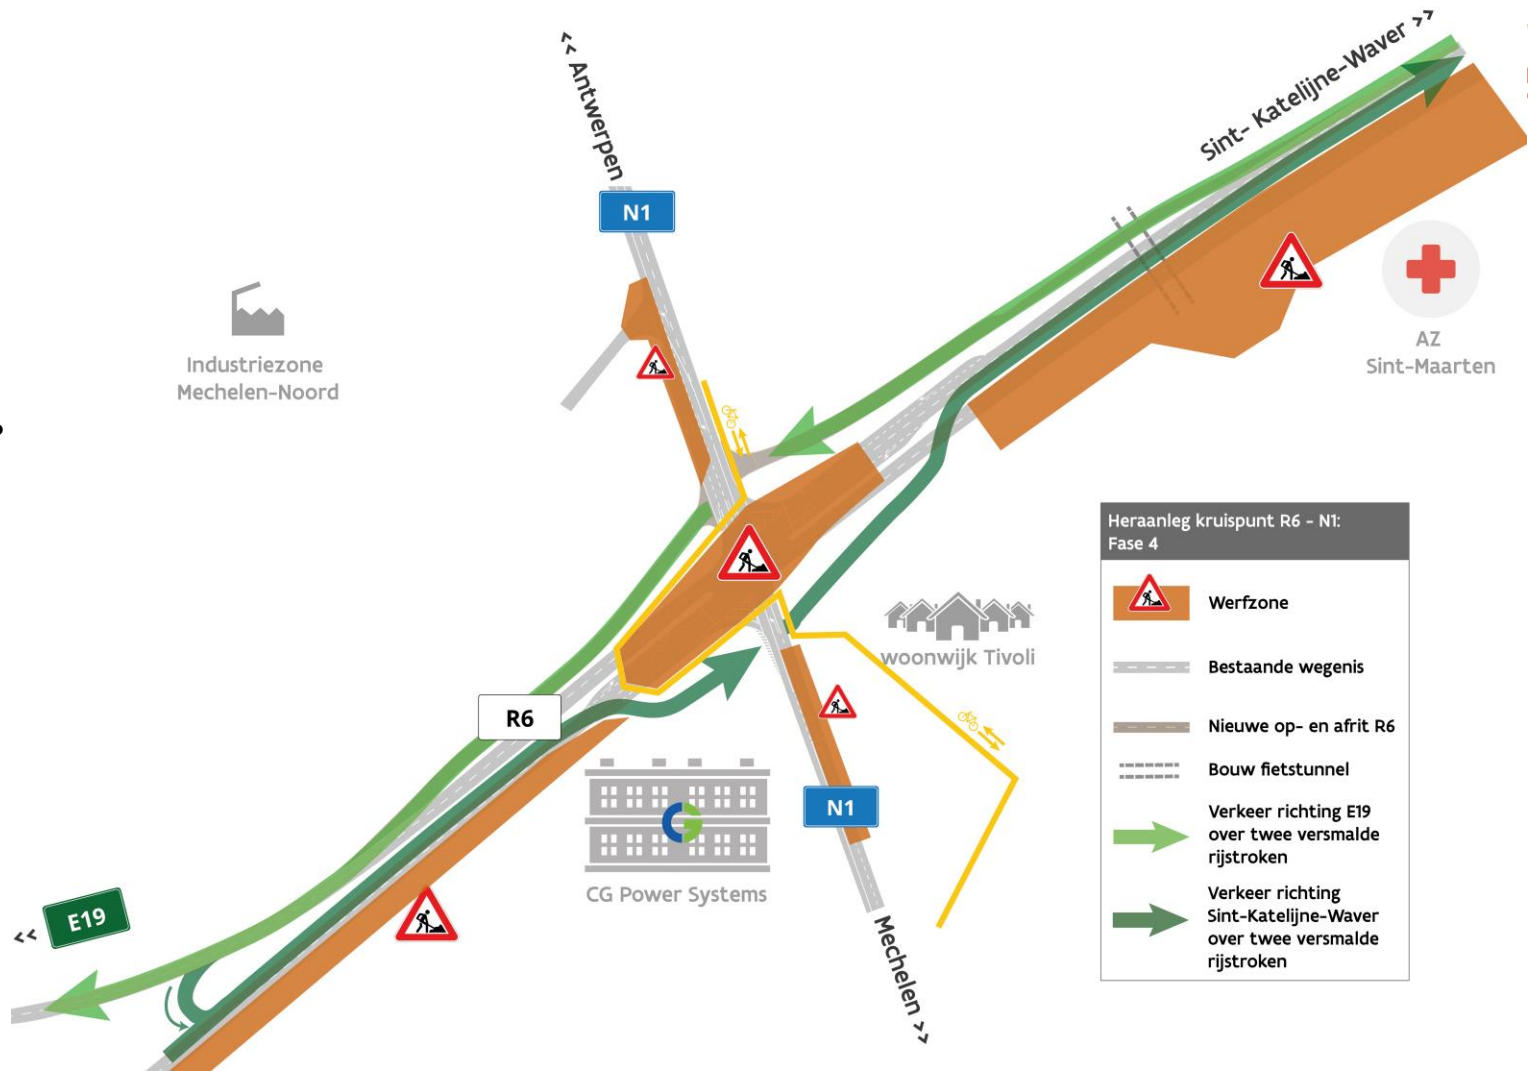 << Antwerpen
Sint- Katelijne-Waver >>
N1
Industriezone
Mechelen-Noord
AZ
Sint-Maarten
woonwijk Tivoli
R6
N1
CG Power Systems
<< E19
Mechelen >>
Heraanleg kruispunt R6 - N1:
Fase 4
Werfzone
Bestaande wegenis
Nieuwe op- en afrit R6
Bouw fietstunnel
Verkeer richting E19
over twee versmalde
rijstroken
Verkeer richting
Sint-Katelijne-Waver
over twee versmalde
rijstroken